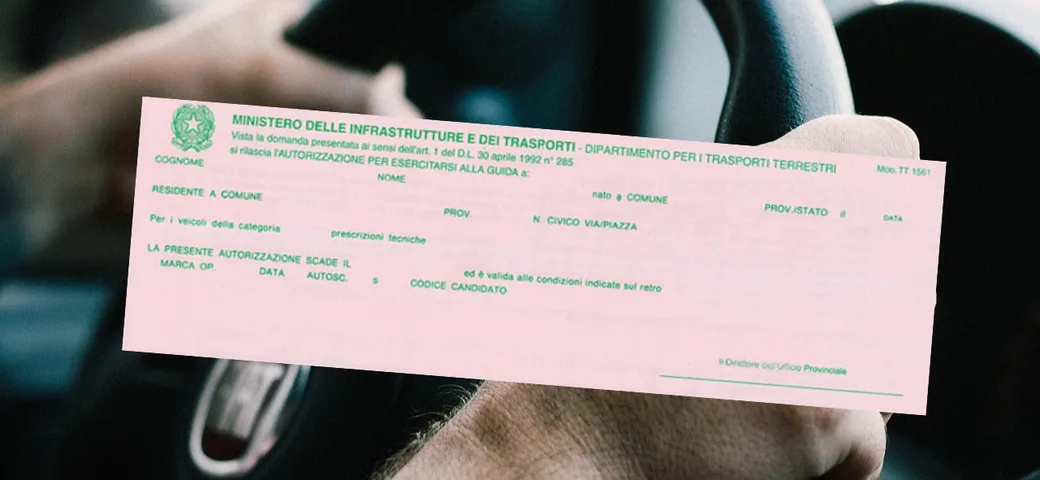 MINISTERO DELLE INFRASTRUTTURE E DEI TRASPORTI - DIPARTIMENTO PER I TRASPORTI TERRESTRI
Mod. TT 1561
Vista la domanda presentata ai sensi dell'art. 1 del D.L. 30 aprile 1992 n° 285
si rilascia l'AUTORIZZAZIONE PER ESERCITARSI ALLA GUIDA a:
COGNOME NOME nato a COMUNE PROV./STATO il DATA
RESIDENTE A COMUNE PROV. N. CIVICO VIA/PIAZZA
Per i veicoli della categoria prescrizioni tecniche
LA PRESENTE AUTORIZZAZIONE SCADE IL ed è valida alle condizioni indicate sul retro
MARCA OP. DATA AUTOSC. S CODICE CANDIDATO
Il Direttore dell'Ufficio Provinciale